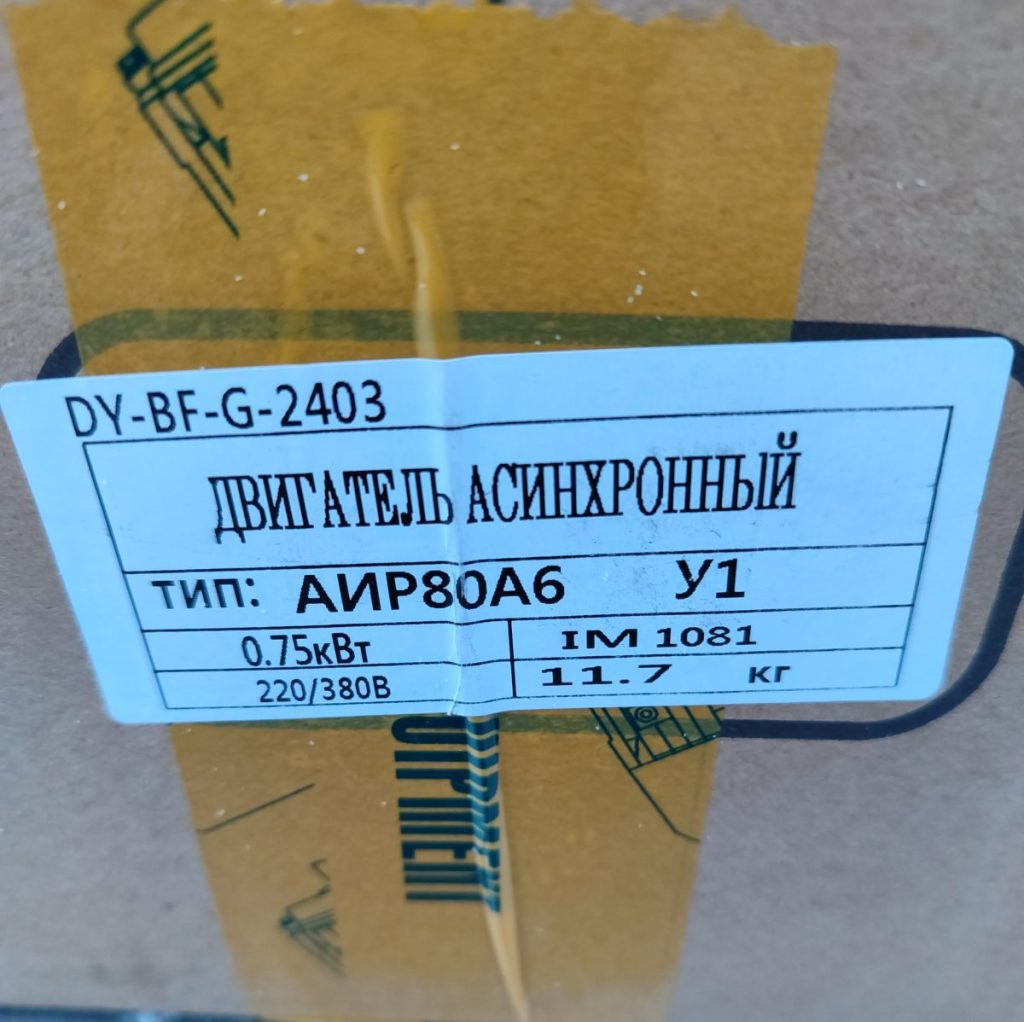 DY-BF-G-2403
ДВИГАТЕЛЬ АСИНХРОННЫЙ
тип: АИР80А6 У1
0.75кВт
IM 1081
220/380В
11.7 кг